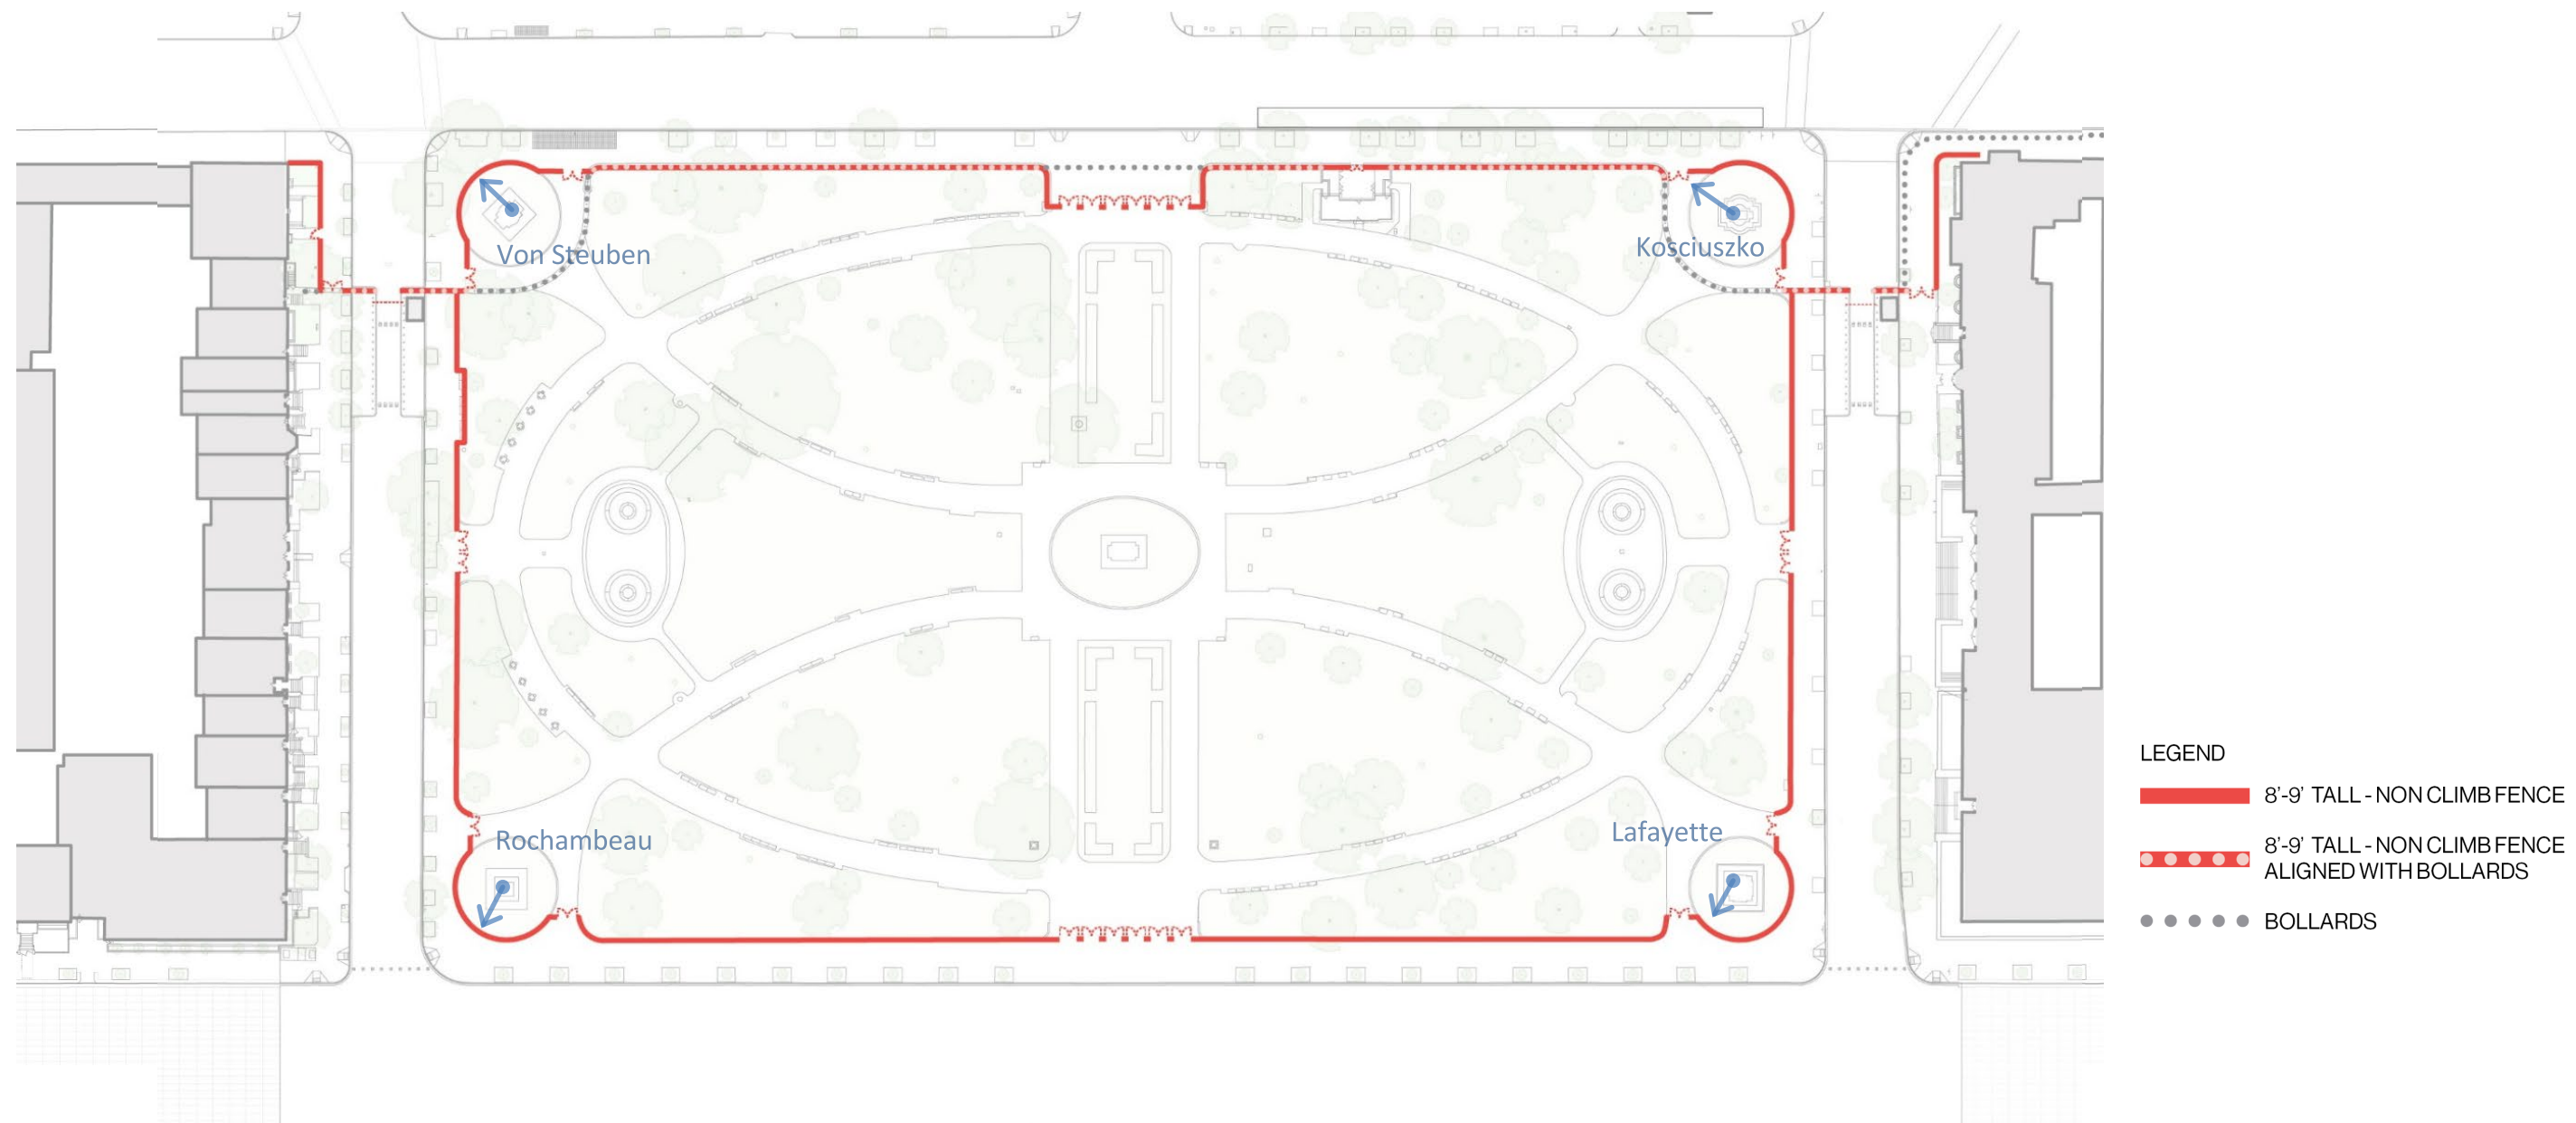 Von Steuben
Kosciuszko
Rochambeau
Lafayette
LEGEND
8'-9' TALL - NON CLIMB FENCE
8'-9' TALL - NON CLIMB FENCE
ALIGNED WITH BOLLARDS
BOLLARDS